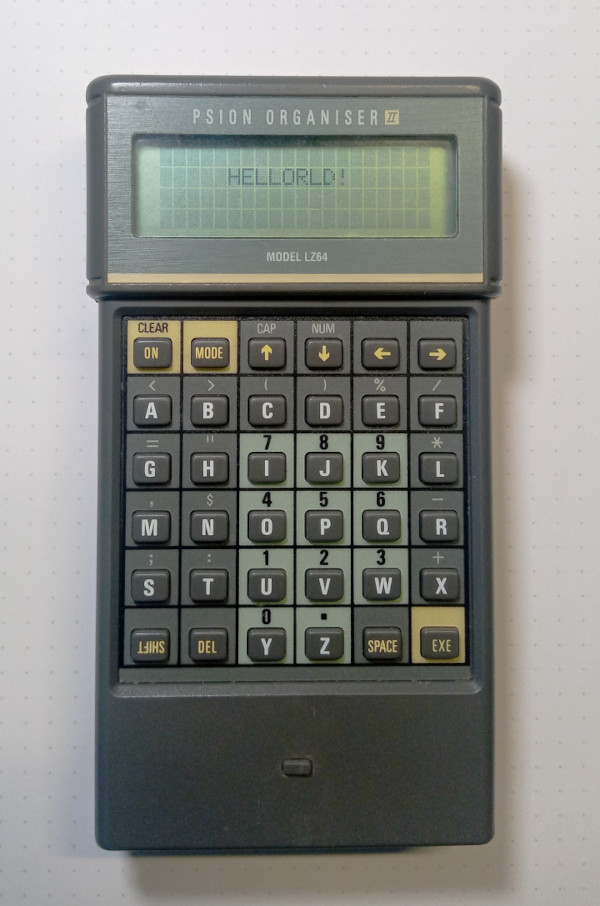 PSION ORGANISER II
HELLORLD!
MODEL LZ64
CLEAR CAP NUM
ON MODE ↑ ↓ ← →
< > ( ) % /
A B C D E F
= " 7 8 9 *
G H I J K L
, $ 4 5 6 −
M N O P Q R
; : 1 2 3 +
S T U V W X
0 .
SHIFT DEL Y Z SPACE EXE